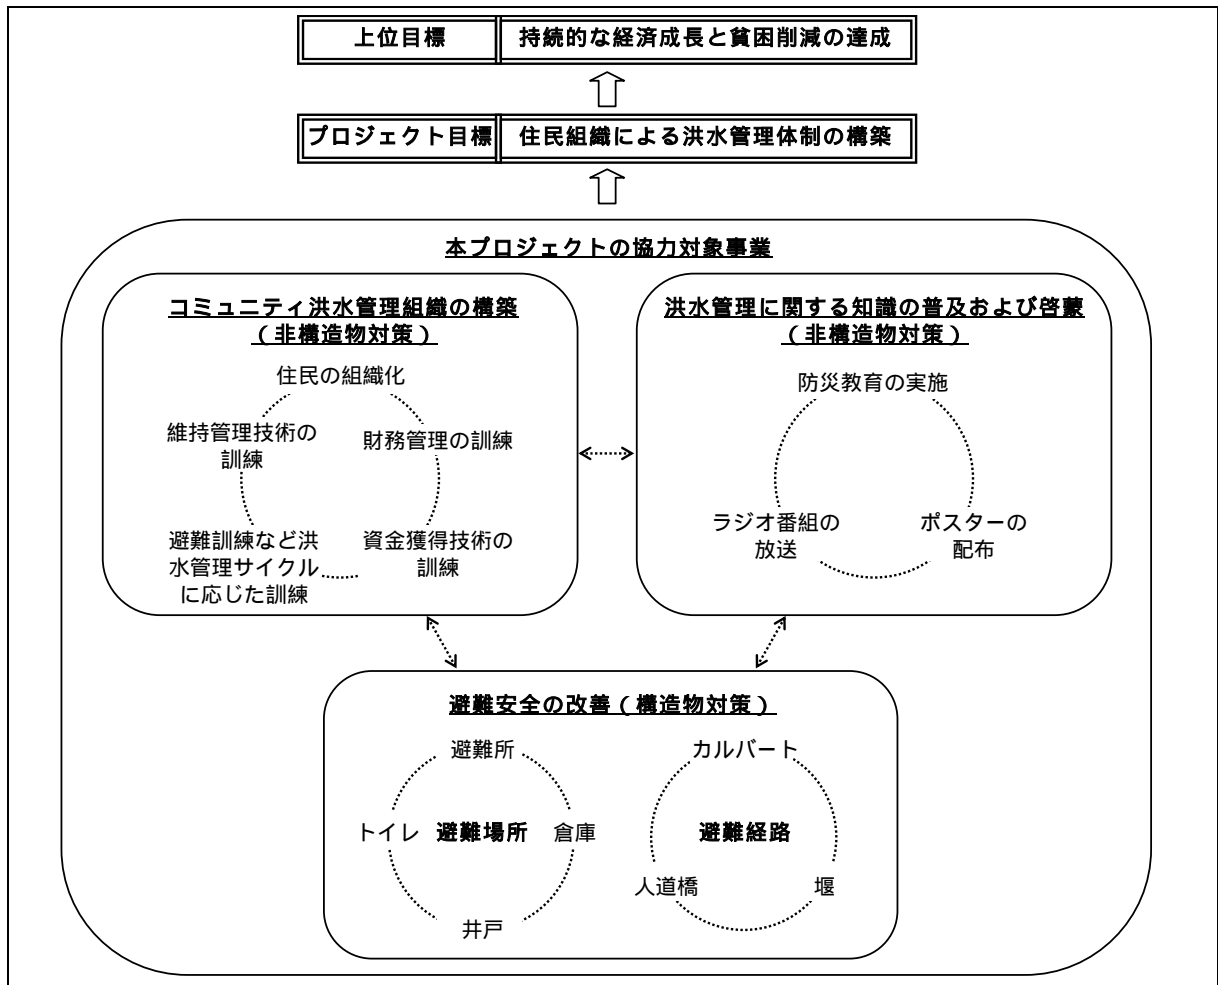 上位目標
持続的な経済成長と貧困削減の達成
プロジェクト目標
住民組織による洪水管理体制の構築
本プロジェクトの協力対象事業
コミュニティ洪水管理組織の構築
（非構造物対策）
住民の組織化
維持管理技術の
訓練
財務管理の訓練
避難訓練など洪
水管理サイクル
に応じた訓練
資金獲得技術の
訓練
洪水管理に関する知識の普及および啓蒙
（非構造物対策）
防災教育の実施
ラジオ番組の
放送
ポスターの
配布
避難安全の改善（構造物対策）
避難所
トイレ
避難場所
倉庫
井戸
カルバート
避難経路
人道橋
堰